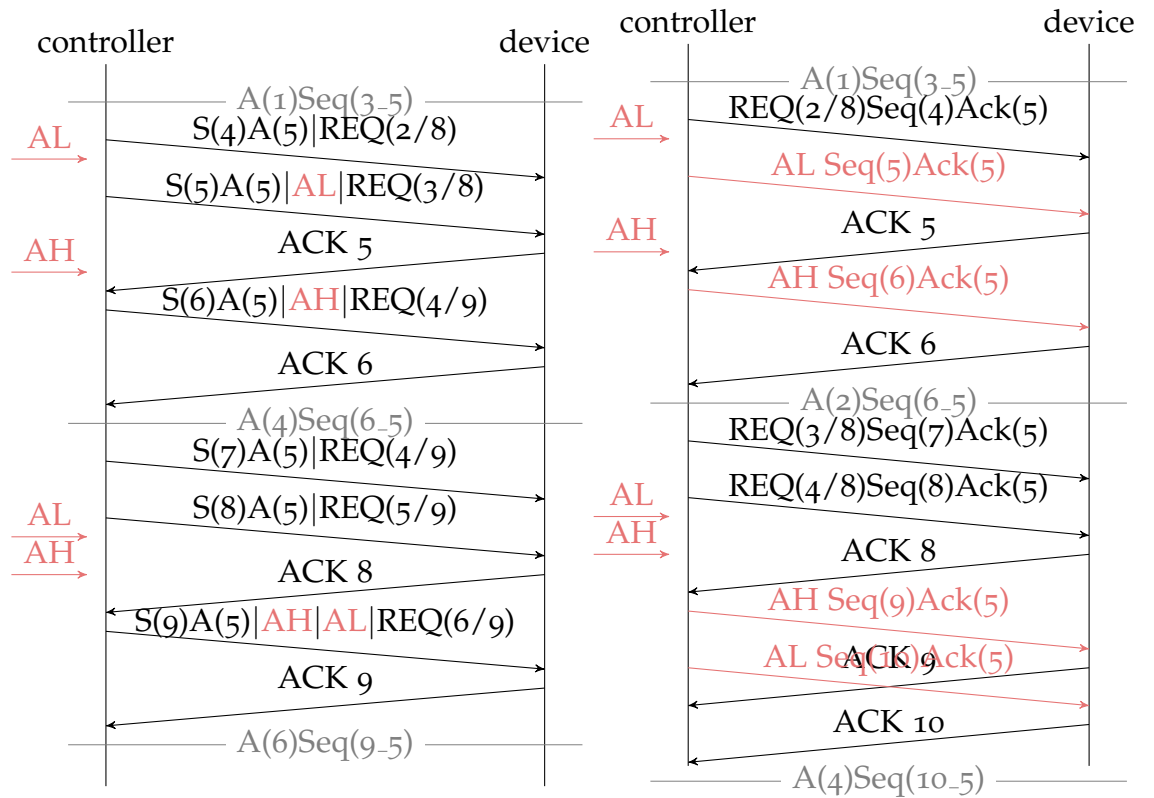 controller
device
A(1)Seq(3_5)
S(4)A(5)|REQ(2/8)
AL
S(5)A(5)|AL|REQ(3/8)
ACK 5
AH
S(6)A(5)|AH|REQ(4/9)
ACK 6
A(4)Seq(6_5)
S(7)A(5)|REQ(4/9)
S(8)A(5)|REQ(5/9)
AL
AH
ACK 8
S(9)A(5)|AH|AL|REQ(6/9)
ACK 9
A(6)Seq(9_5)
controller
device
A(1)Seq(3_5)
REQ(2/8)Seq(4)Ack(5)
AL
AL Seq(5)Ack(5)
ACK 5
AH
AH Seq(6)Ack(5)
ACK 6
A(2)Seq(6_5)
REQ(3/8)Seq(7)Ack(5)
REQ(4/8)Seq(8)Ack(5)
AL
AH
ACK 8
AH Seq(9)Ack(5)
AL Seq(10)Ack(5)
ACK 9
ACK 10
A(4)Seq(10_5)